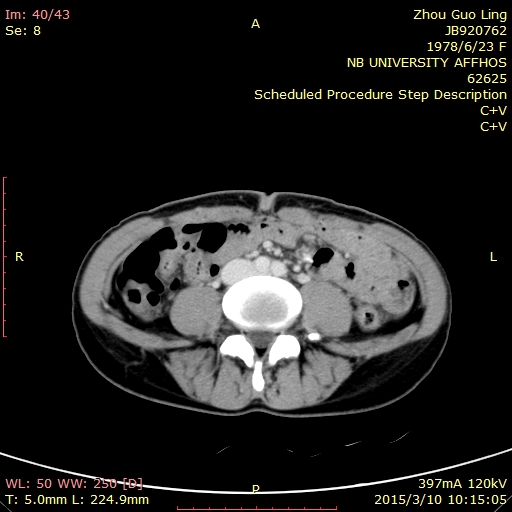 Im: 40/43
Se: 8
A
Zhou Guo Ling
JB920762
1978/6/23 F
NB UNIVERSITY AFFHOS
62625
Scheduled Procedure Step Description
C+V
C+V
R
L
WL: 50 WW: 250 [D]
T: 5.0mm L: 224.9mm
P
397mA 120kV
2015/3/10 10:15:05